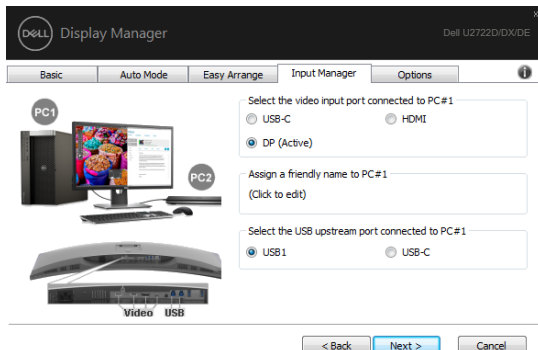 DELL Display Manager
Dell U2722D/DX/DE
Basic Auto Mode Easy Arrange Input Manager Options
PC1
PC2
Video USB
Select the video input port connected to PC#1
USB-C HDMI
DP (Active)
Assign a friendly name to PC#1
(Click to edit)
Select the USB upstream port connected to PC#1
USB1 USB-C
< Back Next > Cancel